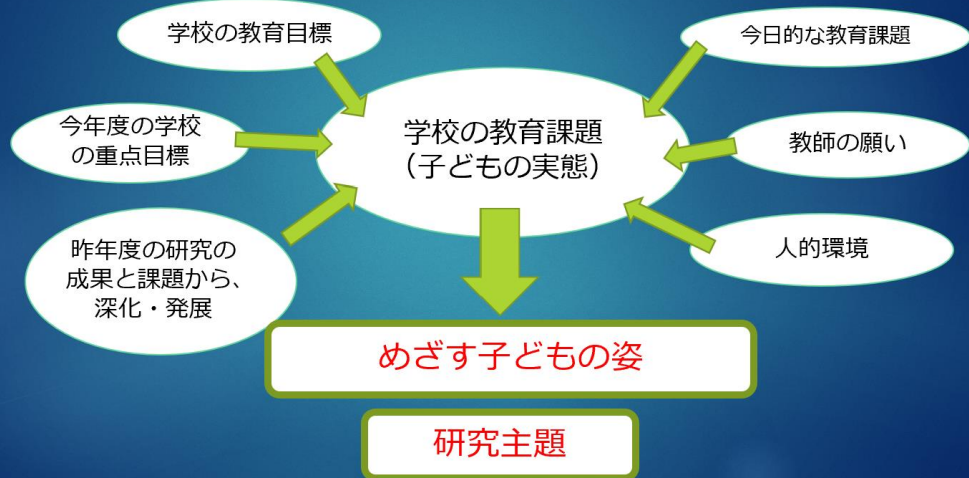 学校の教育目標
今日的な教育課題
今年度の学校
の重点目標
学校の教育課題
（子どもの実態）
教師の願い
昨年度の研究の
成果と課題から、
深化・発展
人的環境
めざす子どもの姿
研究主題